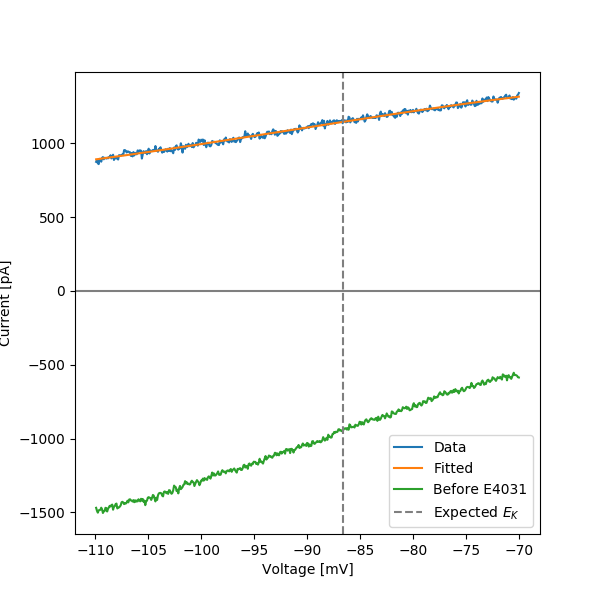 1000
500
0
−500
−1000
−1500
Current [pA]
Data
Fitted
Before E4031
Expected E_K
−110 −105 −100 −95 −90 −85 −80 −75 −70
Voltage [mV]